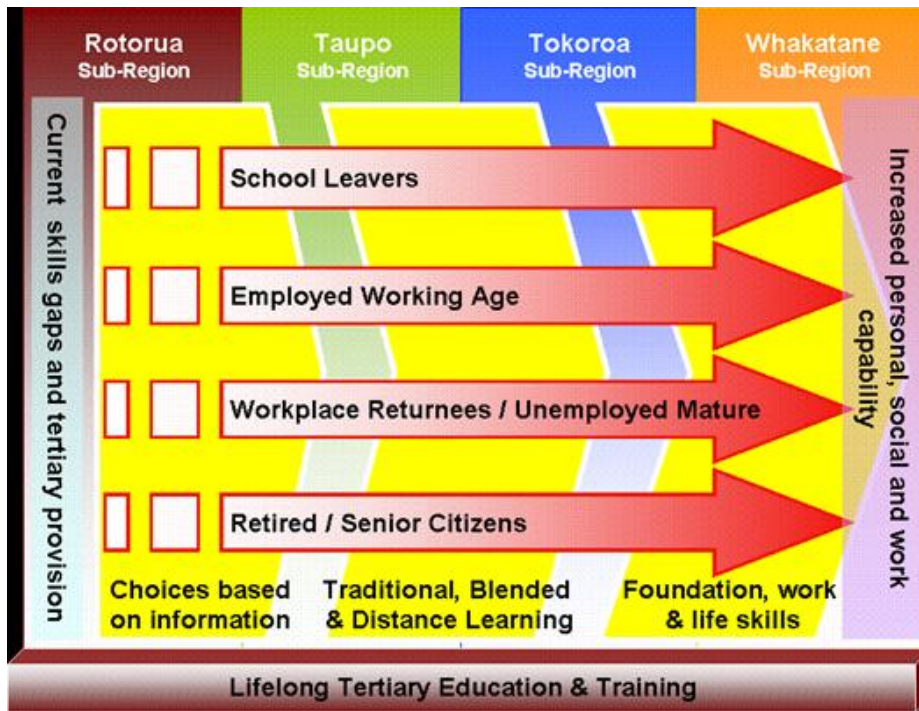 Rotorua
Sub-Region
Taupo
Sub-Region
Tokoroa
Sub-Region
Whakatane
Sub-Region
Current skills gaps and tertiary provision
School Leavers
Employed Working Age
Workplace Returnees / Unemployed Mature
Retired / Senior Citizens
Increased personal, social and work
capability
Choices based
on information
Traditional, Blended
& Distance Learning
Foundation, work
& life skills
Lifelong Tertiary Education & Training